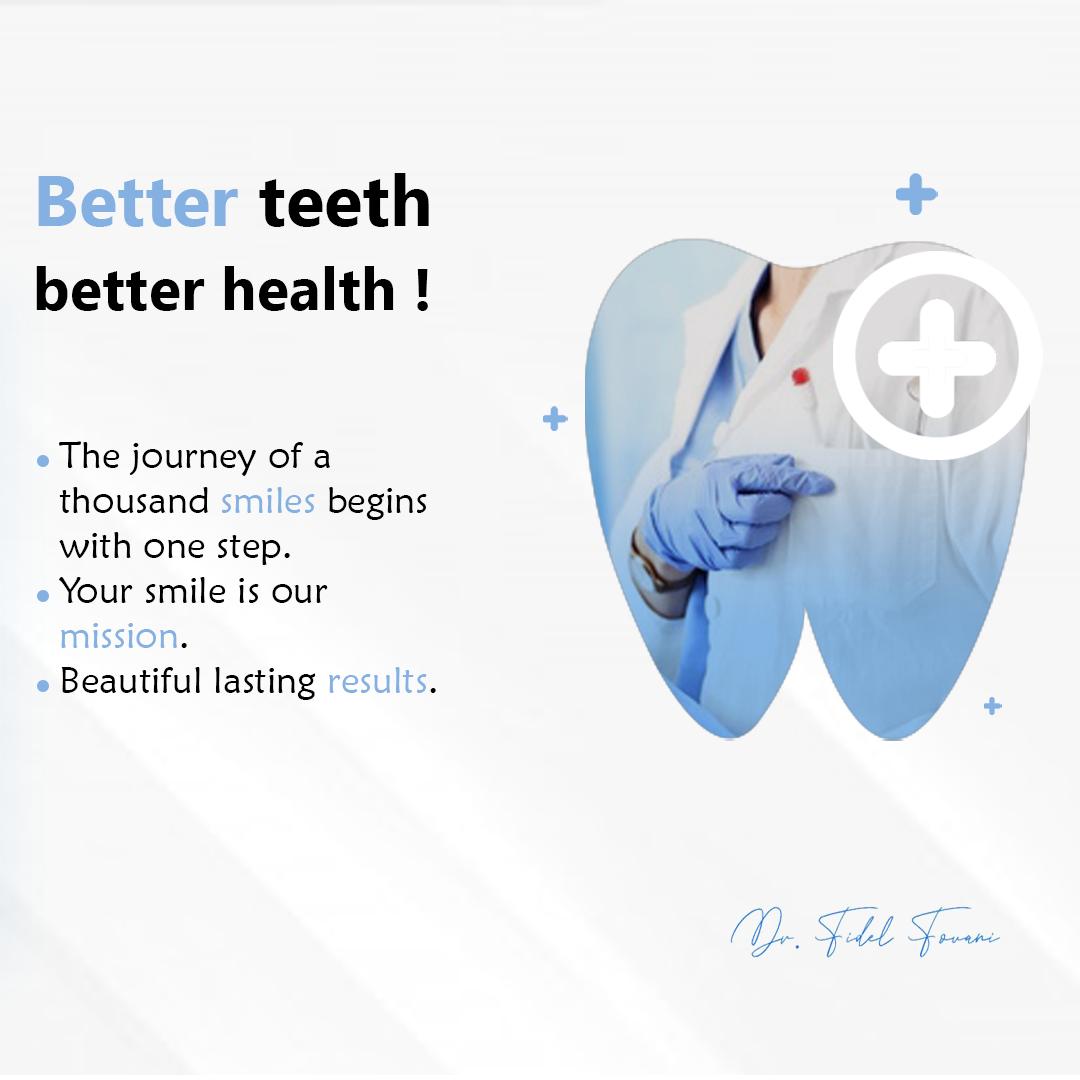 Better teeth
better health !
• The journey of a
thousand smiles begins
with one step.
• Your smile is our
mission.
• Beautiful lasting results.
Dr. Fidel Fovani